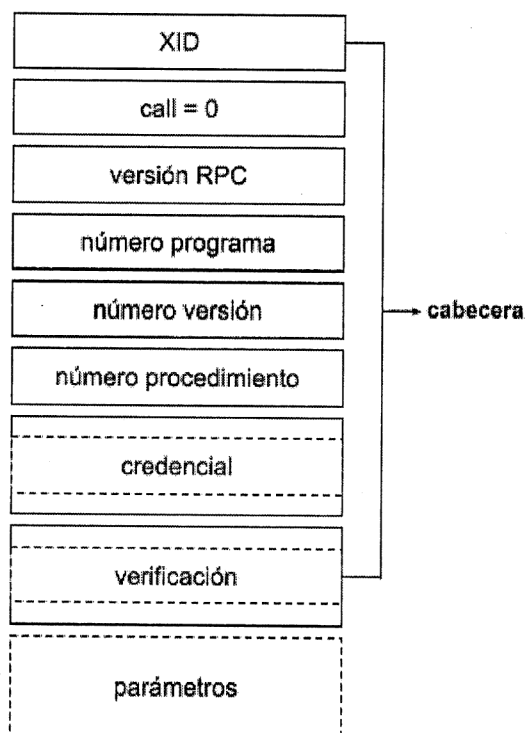 XID
call = 0
versión RPC
número programa
número versión
cabecera
número procedimiento
credencial
verificación
parámetros